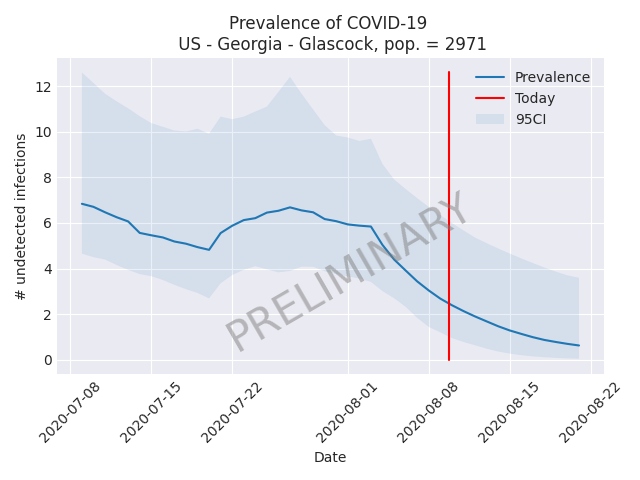 Prevalence of COVID-19
US - Georgia - Glascock, pop. = 2971
12
10
8
6
4
2
0
# undetected infections
Prevalence
Today
95CI
PRELIMINARY
2020-07-08
2020-07-15
2020-07-22
2020-08-01
2020-08-08
2020-08-15
2020-08-22
Date